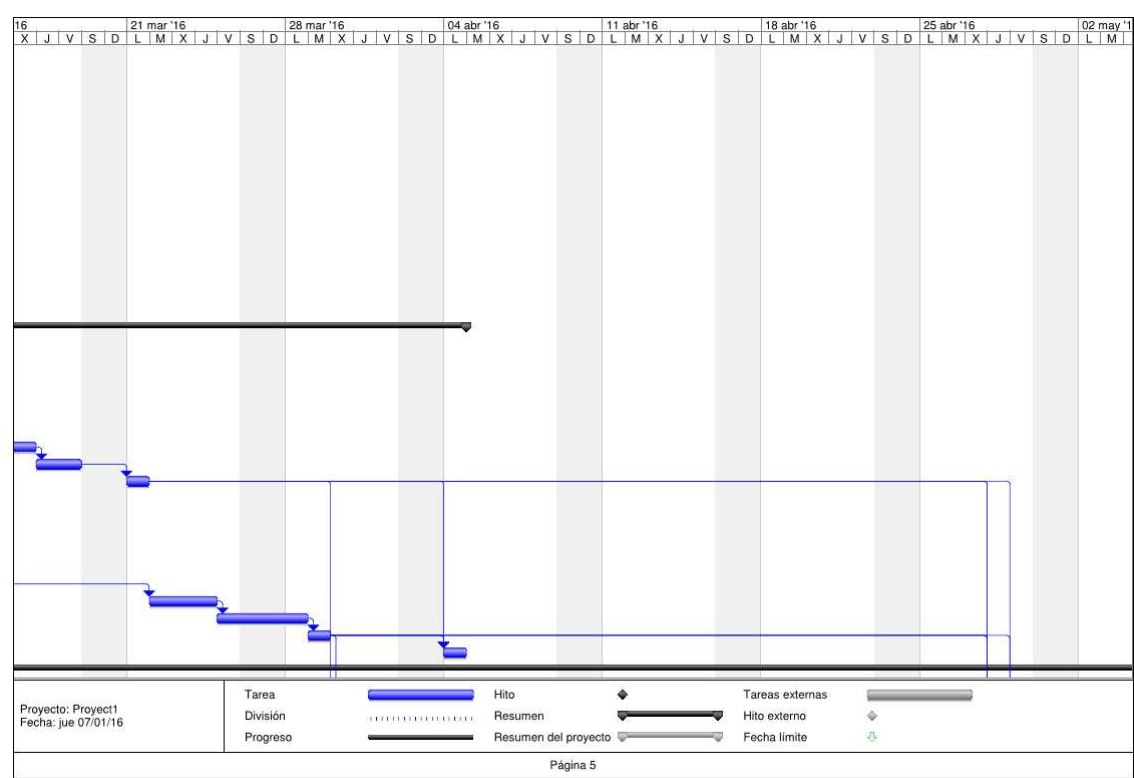 16 21 mar '16 28 mar '16 04 abr '16 11 abr '16 18 abr '16 25 abr '16 02 may '1
X J V S D L M X J V S D L M X J V S D L M X J V S D L M X J V S D L M X J V S D L M X J V S D L M
Tarea Hito Tareas externas
Proyecto: Proyect1
Fecha: jue 07/01/16
División Resumen Hito externo
Progreso Resumen del proyecto Fecha límite
Página 5